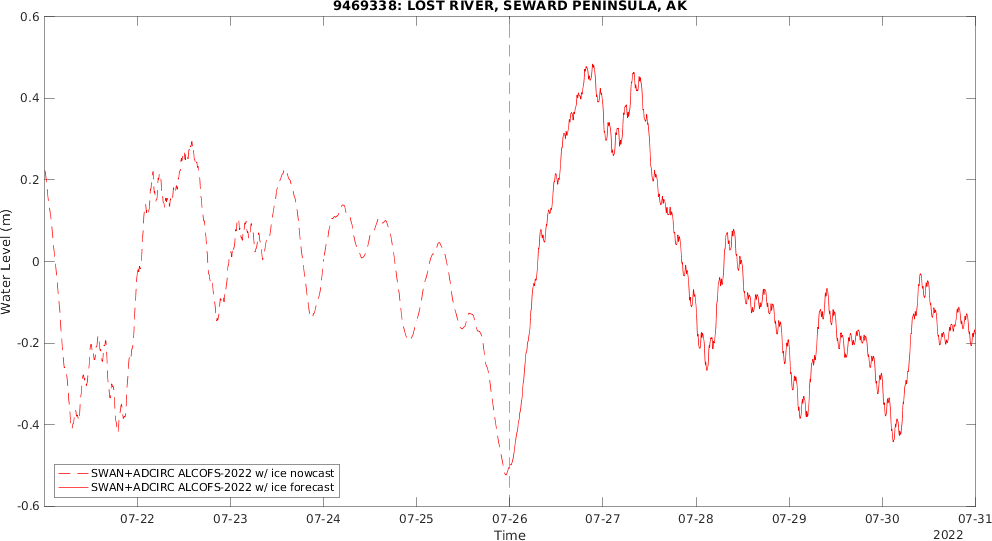 9469338: LOST RIVER, SEWARD PENINSULA, AK
0.6
0.4
0.2
0
-0.2
-0.4
-0.6
Water Level (m)
SWAN+ADCIRC ALCOFS-2022 w/ ice nowcast
SWAN+ADCIRC ALCOFS-2022 w/ ice forecast
07-22 07-23 07-24 07-25 07-26 07-27 07-28 07-29 07-30 07-31
Time
2022